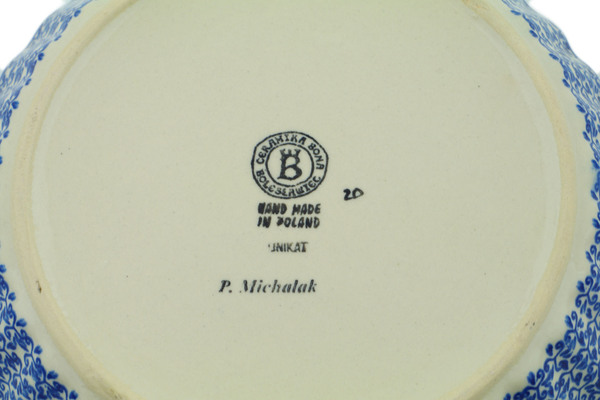 CERAMIKA BONA
B
BOLESŁAWIEC
20
HAND MADE
IN POLAND
UNIKAT
P. Michalak